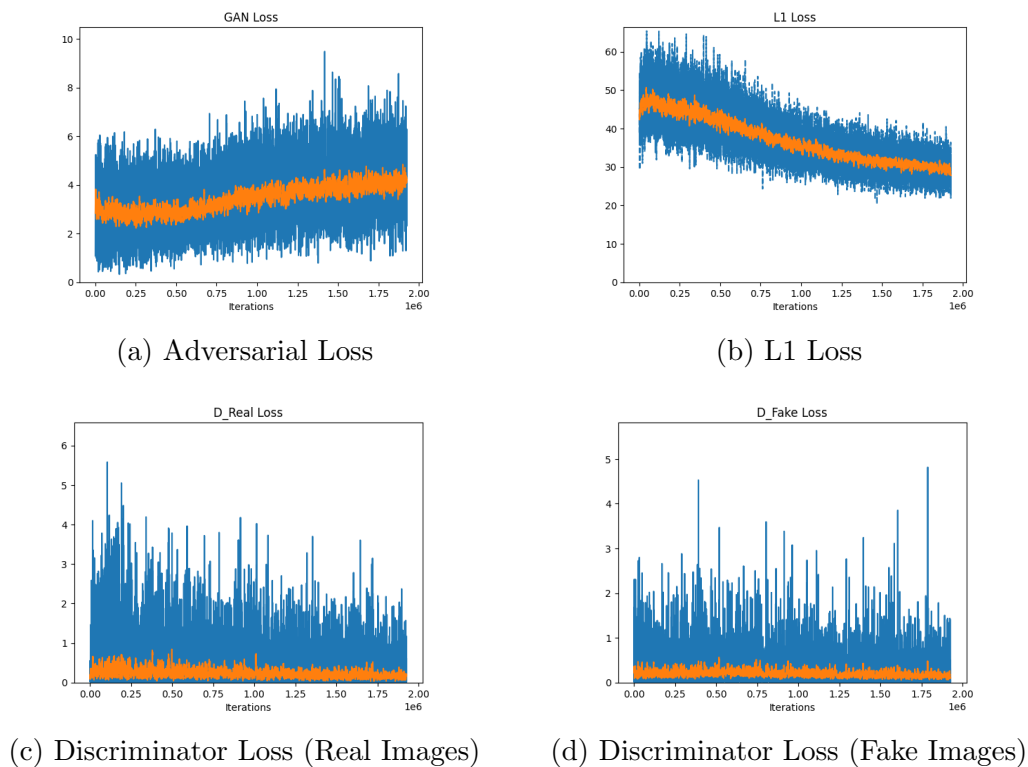 GAN Loss
10
8
6
4
2
0
0.00 0.25 0.50 0.75 1.00 1.25 1.50 1.75 2.00
1e6
Iterations
(a) Adversarial Loss
L1 Loss
60
50
40
30
20
10
0
0.00 0.25 0.50 0.75 1.00 1.25 1.50 1.75 2.00
1e6
Iterations
(b) L1 Loss
D_Real Loss
6
5
4
3
2
1
0
0.00 0.25 0.50 0.75 1.00 1.25 1.50 1.75 2.00
1e6
Iterations
(c) Discriminator Loss (Real Images)
D_Fake Loss
5
4
3
2
1
0
0.00 0.25 0.50 0.75 1.00 1.25 1.50 1.75 2.00
1e6
Iterations
(d) Discriminator Loss (Fake Images)